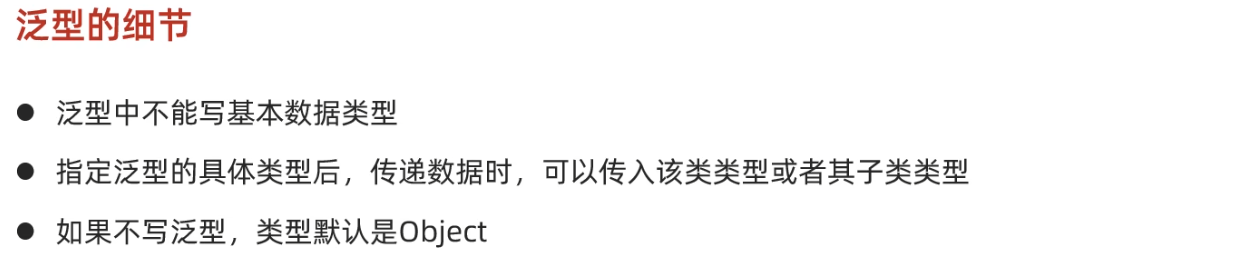 泛型的细节
● 泛型中不能写基本数据类型
● 指定泛型的具体类型后，传递数据时，可以传入该类类型或者其子类类型
● 如果不写泛型，类型默认是Object